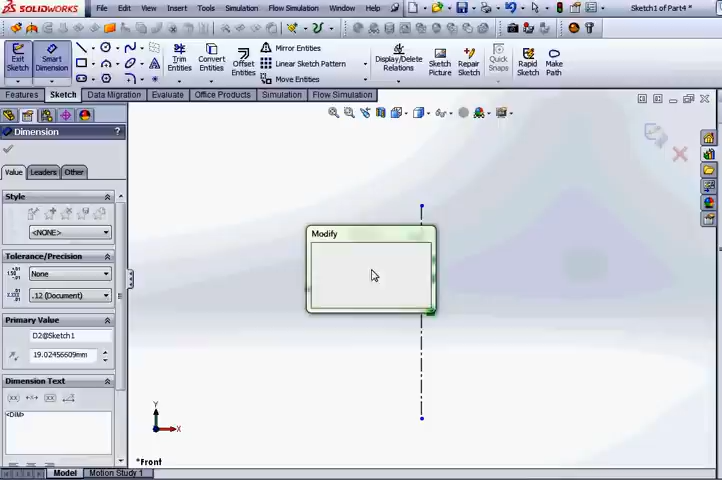 SOLIDWORKS File Edit View Insert Tools Simulation Flow Simulation Window Help Sketch1 of Part4 *
Exit Sketch Smart Dimension Trim Entities Convert Entities Offset Entities Mirror Entities Linear Sketch Pattern Move Entities Display/Delete Relations Sketch Picture Repair Sketch Quick Snaps Rapid Sketch Make Path
Features Sketch Data Migration Evaluate Office Products Simulation Flow Simulation
Dimension ?
Value Leaders Other
Style
<NONE>
Tolerance/Precision
None
.12 (Document)
Primary Value
D2@Sketch1
19.02456609mm
Dimension Text
<DIM>
Modify
Y
X
*Front
Model Motion Study 1